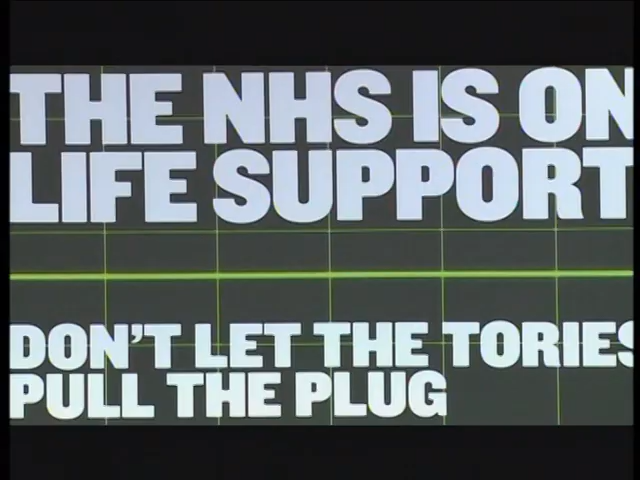 THE NHS IS ON
LIFE SUPPORT
DON'T LET THE TORIES
PULL THE PLUG